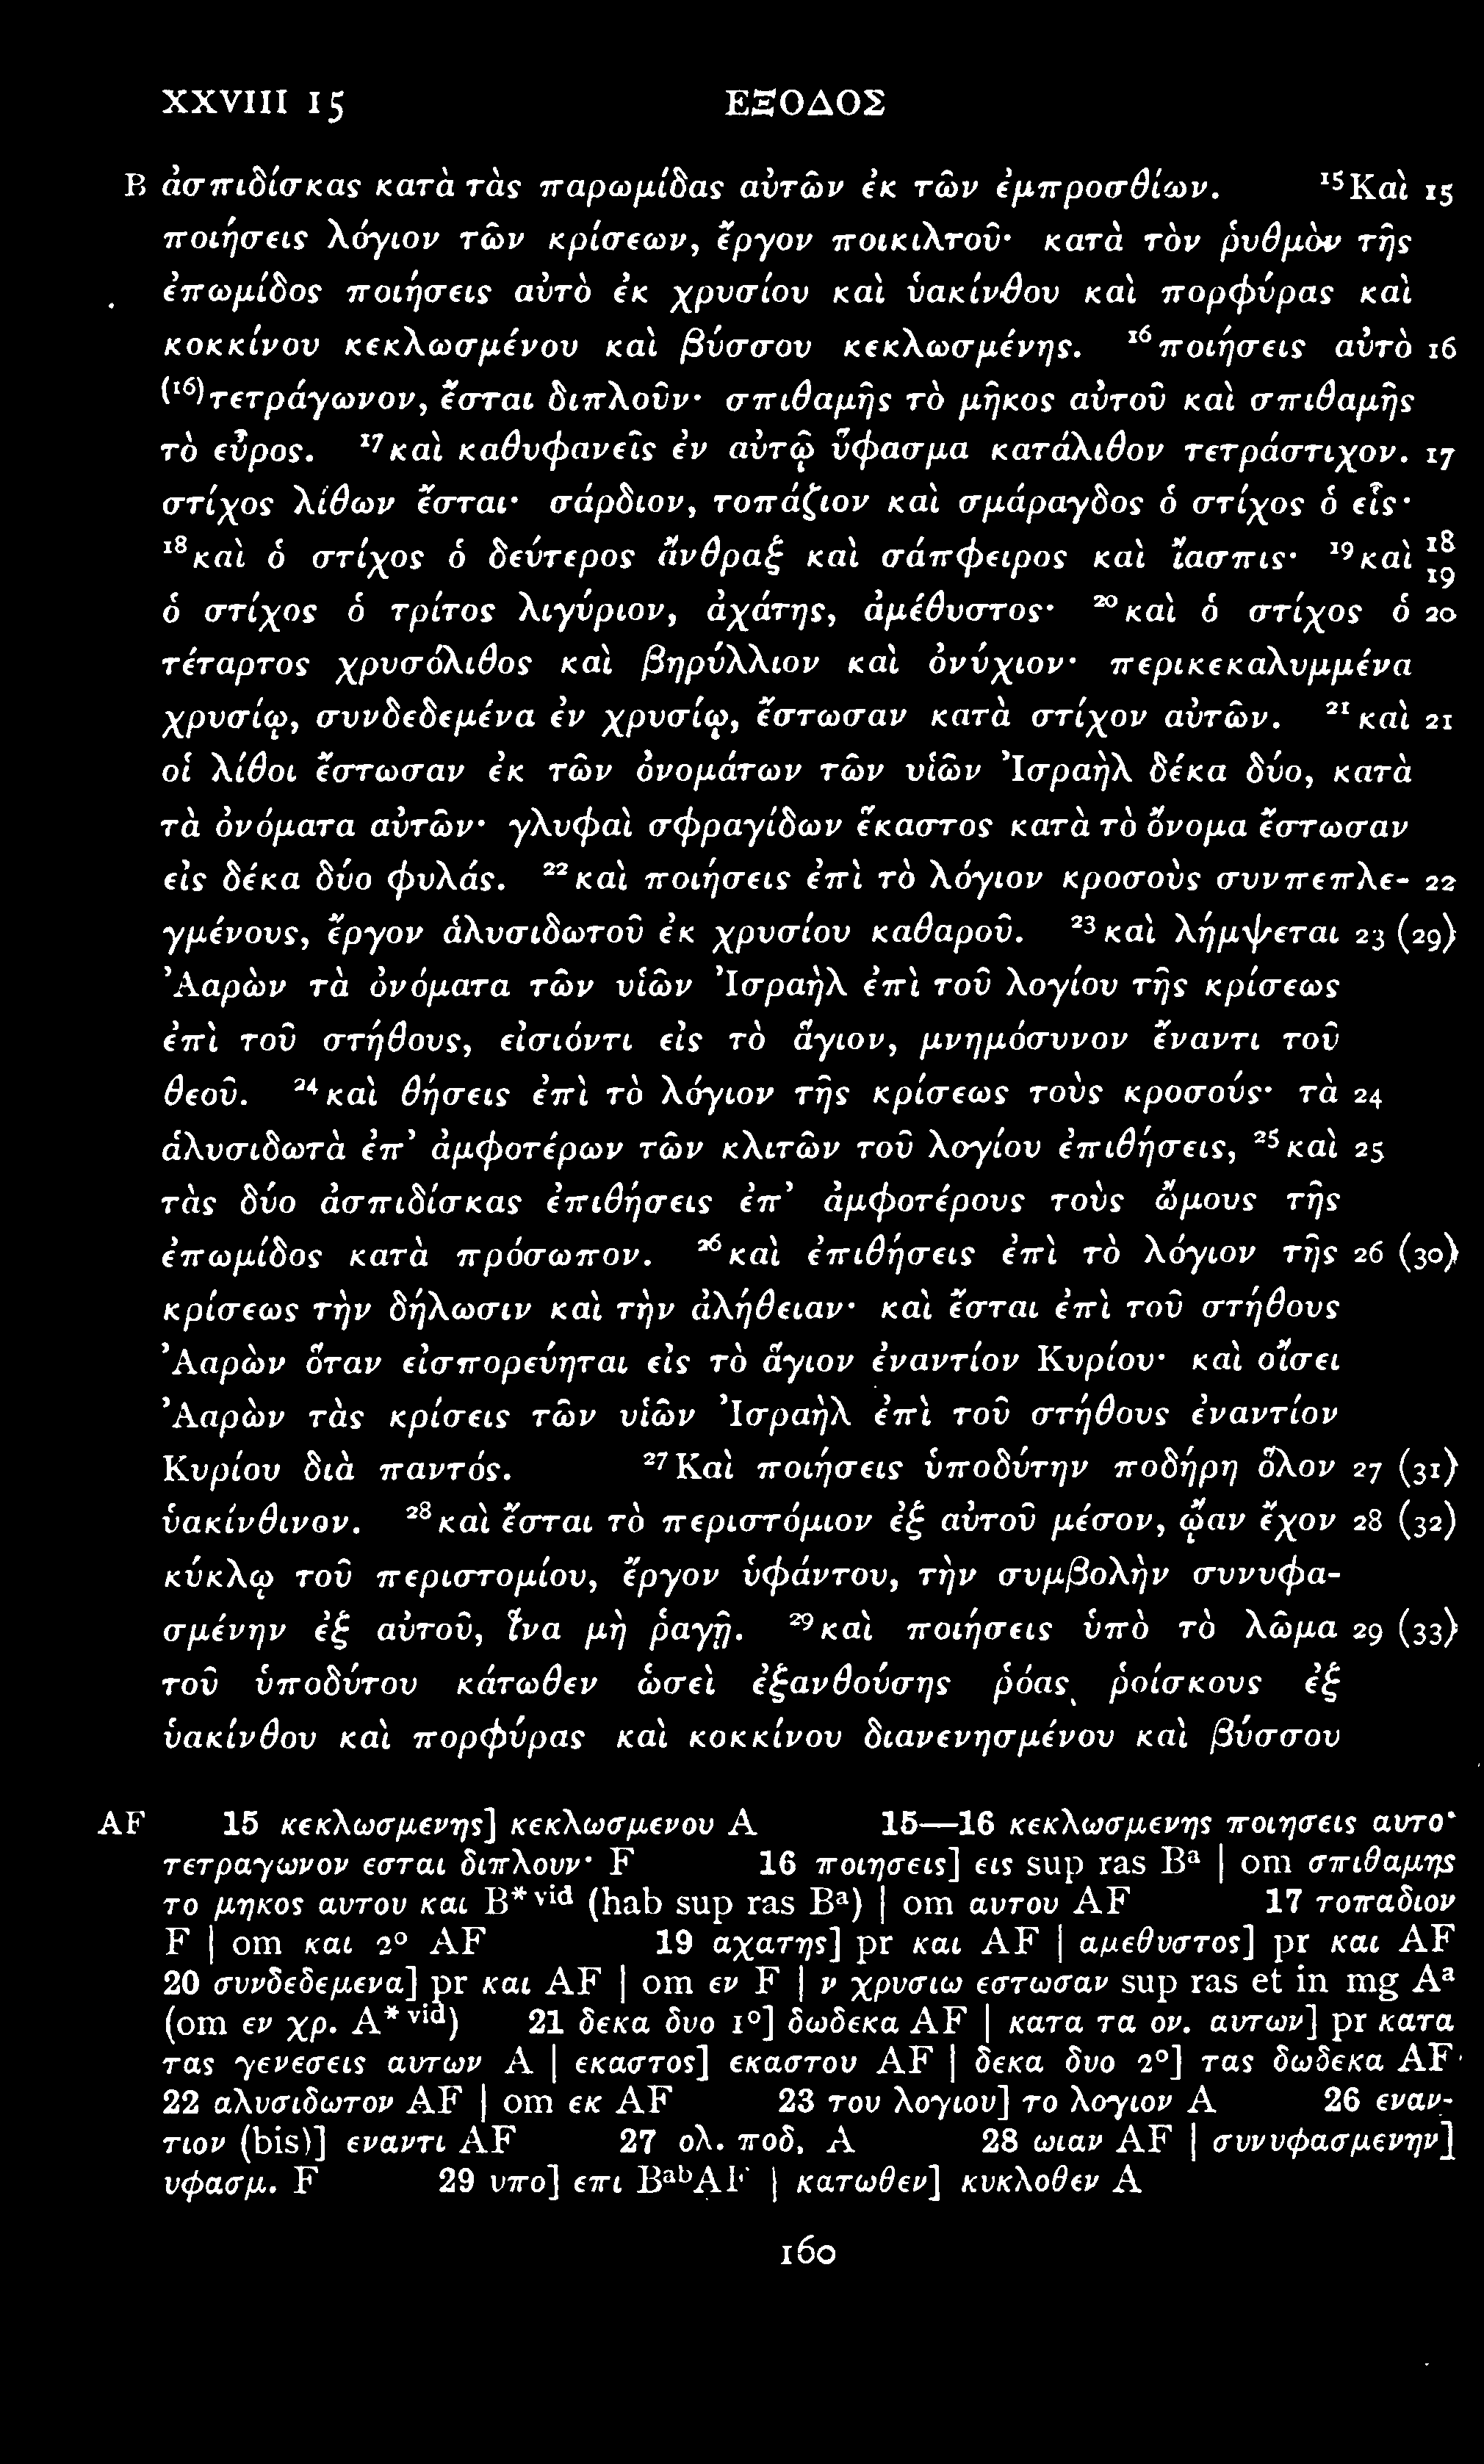 XXVIII 15 ΕΞΟΔΟΣ
B ἀσπιδίσκας κατὰ τὰς παρωμίδας αὐτῶν ἐκ τῶν ἐμπροσθίων. ¹⁵Καὶ 15
ποιήσεις λόγιον τῶν κρίσεων, ἔργον ποικιλτοῦ· κατὰ τὸν ῥυθμὸν τῆς
ἐπωμίδος ποιήσεις αὐτὸ ἐκ χρυσίου καὶ ὑακίνθου καὶ πορφύρας καὶ
κοκκίνου κεκλωσμένου καὶ βύσσου κεκλωσμένης. ¹⁶ποιήσεις αὐτὸ 16
(¹⁶)τετράγωνον, ἔσται διπλοῦν· σπιθαμῆς τὸ μῆκος αὐτοῦ καὶ σπιθαμῆς
τὸ εὖρος. ¹⁷καὶ καθυφανεῖς ἐν αὐτῷ ὕφασμα κατάλιθον τετράστιχον. 17
στίχος λίθων ἔσται· σάρδιον, τοπάζιον καὶ σμάραγδος ὁ στίχος ὁ εἷς·
¹⁸καὶ ὁ στίχος ὁ δεύτερος ἄνθραξ καὶ σάπφειρος καὶ ἴασπις· ¹⁹καὶ 18 19
ὁ στίχος ὁ τρίτος λιγύριον, ἀχάτης, ἀμέθυστος· ²⁰καὶ ὁ στίχος ὁ 20
τέταρτος χρυσόλιθος καὶ βηρύλλιον καὶ ὀνύχιον· περικεκαλυμμένα
χρυσίῳ, συνδεδεμένα ἐν χρυσίῳ, ἔστωσαν κατὰ στίχον αὐτῶν. ²¹καὶ 21
οἱ λίθοι ἔστωσαν ἐκ τῶν ὀνομάτων τῶν υἱῶν Ἰσραὴλ δέκα δύο, κατὰ
τὰ ὀνόματα αὐτῶν· γλυφαὶ σφραγίδων ἕκαστος κατὰ τὸ ὄνομα ἔστωσαν
εἰς δέκα δύο φυλάς. ²²καὶ ποιήσεις ἐπὶ τὸ λόγιον κροσοὺς συνπεπλε- 22
γμένους, ἔργον ἁλυσιδωτοῦ ἐκ χρυσίου καθαροῦ. ²³καὶ λήμψεται 23 (29)
Ἀαρὼν τὰ ὀνόματα τῶν υἱῶν Ἰσραὴλ ἐπὶ τοῦ λογίου τῆς κρίσεως
ἐπὶ τοῦ στήθους, εἰσιόντι εἰς τὸ ἅγιον, μνημόσυνον ἔναντι τοῦ
θεοῦ. ²⁴καὶ θήσεις ἐπὶ τὸ λόγιον τῆς κρίσεως τοὺς κροσούς· τὰ 24
ἁλυσιδωτὰ ἐπ’ ἀμφοτέρων τῶν κλιτῶν τοῦ λογίου ἐπιθήσεις, ²⁵καὶ 25
τὰς δύο ἀσπιδίσκας ἐπιθήσεις ἐπ’ ἀμφοτέρους τοὺς ὤμους τῆς
ἐπωμίδος κατὰ πρόσωπον. ²⁶καὶ ἐπιθήσεις ἐπὶ τὸ λόγιον τῆς 26 (30)
κρίσεως τὴν δήλωσιν καὶ τὴν ἀλήθειαν· καὶ ἔσται ἐπὶ τοῦ στήθους
Ἀαρὼν ὅταν εἰσπορεύηται εἰς τὸ ἅγιον ἐναντίον Κυρίου· καὶ οἴσει
Ἀαρὼν τὰς κρίσεις τῶν υἱῶν Ἰσραὴλ ἐπὶ τοῦ στήθους ἐναντίον
Κυρίου διὰ παντός. ²⁷Καὶ ποιήσεις ὑποδύτην ποδήρη ὅλον 27 (31)
ὑακίνθινον. ²⁸καὶ ἔσται τὸ περιστόμιον ἐξ αὐτοῦ μέσον, ᾤαν ἔχον 28 (32)
κύκλῳ τοῦ περιστομίου, ἔργον ὑφάντου, τὴν συμβολὴν συνυφα-
σμένην ἐξ αὐτοῦ, ἵνα μὴ ῥαγῇ. ²⁹καὶ ποιήσεις ὑπὸ τὸ λῶμα 29 (33)
τοῦ ὑποδύτου κάτωθεν ὡσεὶ ἐξανθούσης ῥόας ῥοίσκους ἐξ
ὑακίνθου καὶ πορφύρας καὶ κοκκίνου διανενησμένου καὶ βύσσου
AF 15 κεκλωσμενης] κεκλωσμενου A 15—16 κεκλωσμενης ποιησεις αυτο·
τετραγωνον εσται διπλουν· F 16 ποιησεις] εις sup ras Bᵃ | om σπιθαμης
το μηκος αυτου και B* ᵛⁱᵈ (hab sup ras Bᵃ) | om αυτου AF 17 τοπαδιον
F | om και 2° AF 19 αχατης] pr και AF | αμεθυστος] pr και AF
20 συνδεδεμενα] pr και AF | om εν F | ν χρυσιω εστωσαν sup ras et in mg Aᵃ
(om εν χρ. A* ᵛⁱᵈ) 21 δεκα δυο 1°] δωδεκα AF | κατα τα ον. αυτων] pr κατα
τας γενεσεις αυτων A | εκαστος] εκαστου AF | δεκα δυο 2°] τας δωδεκα AF
22 αλυσιδωτον AF | om εκ AF 23 του λογιου] το λογιον A 26 εναν-
τιον (bis)] εναντι AF 27 ολ. ποδ. A 28 ωιαν AF | συνυφασμενην]
υφασμ. F 29 υπο] επι BᵃᵇAF | κατωθεν] κυκλοθεν A
160